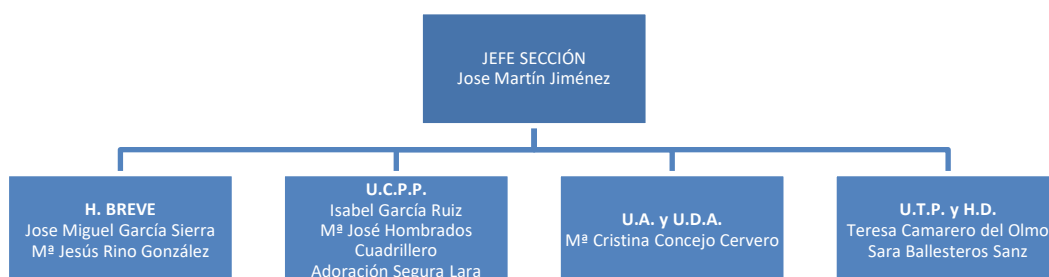 JEFE SECCIÓN
Jose Martín Jiménez
H. BREVE
Jose Miguel García Sierra
Mª Jesús Rino González
U.C.P.P.
Isabel García Ruiz
Mª José Hombrados
Cuadrillero
Adoración Segura Lara
U.A. y U.D.A.
Mª Cristina Concejo Cervero
U.T.P. y H.D.
Teresa Camarero del Olmo
Sara Ballesteros Sanz